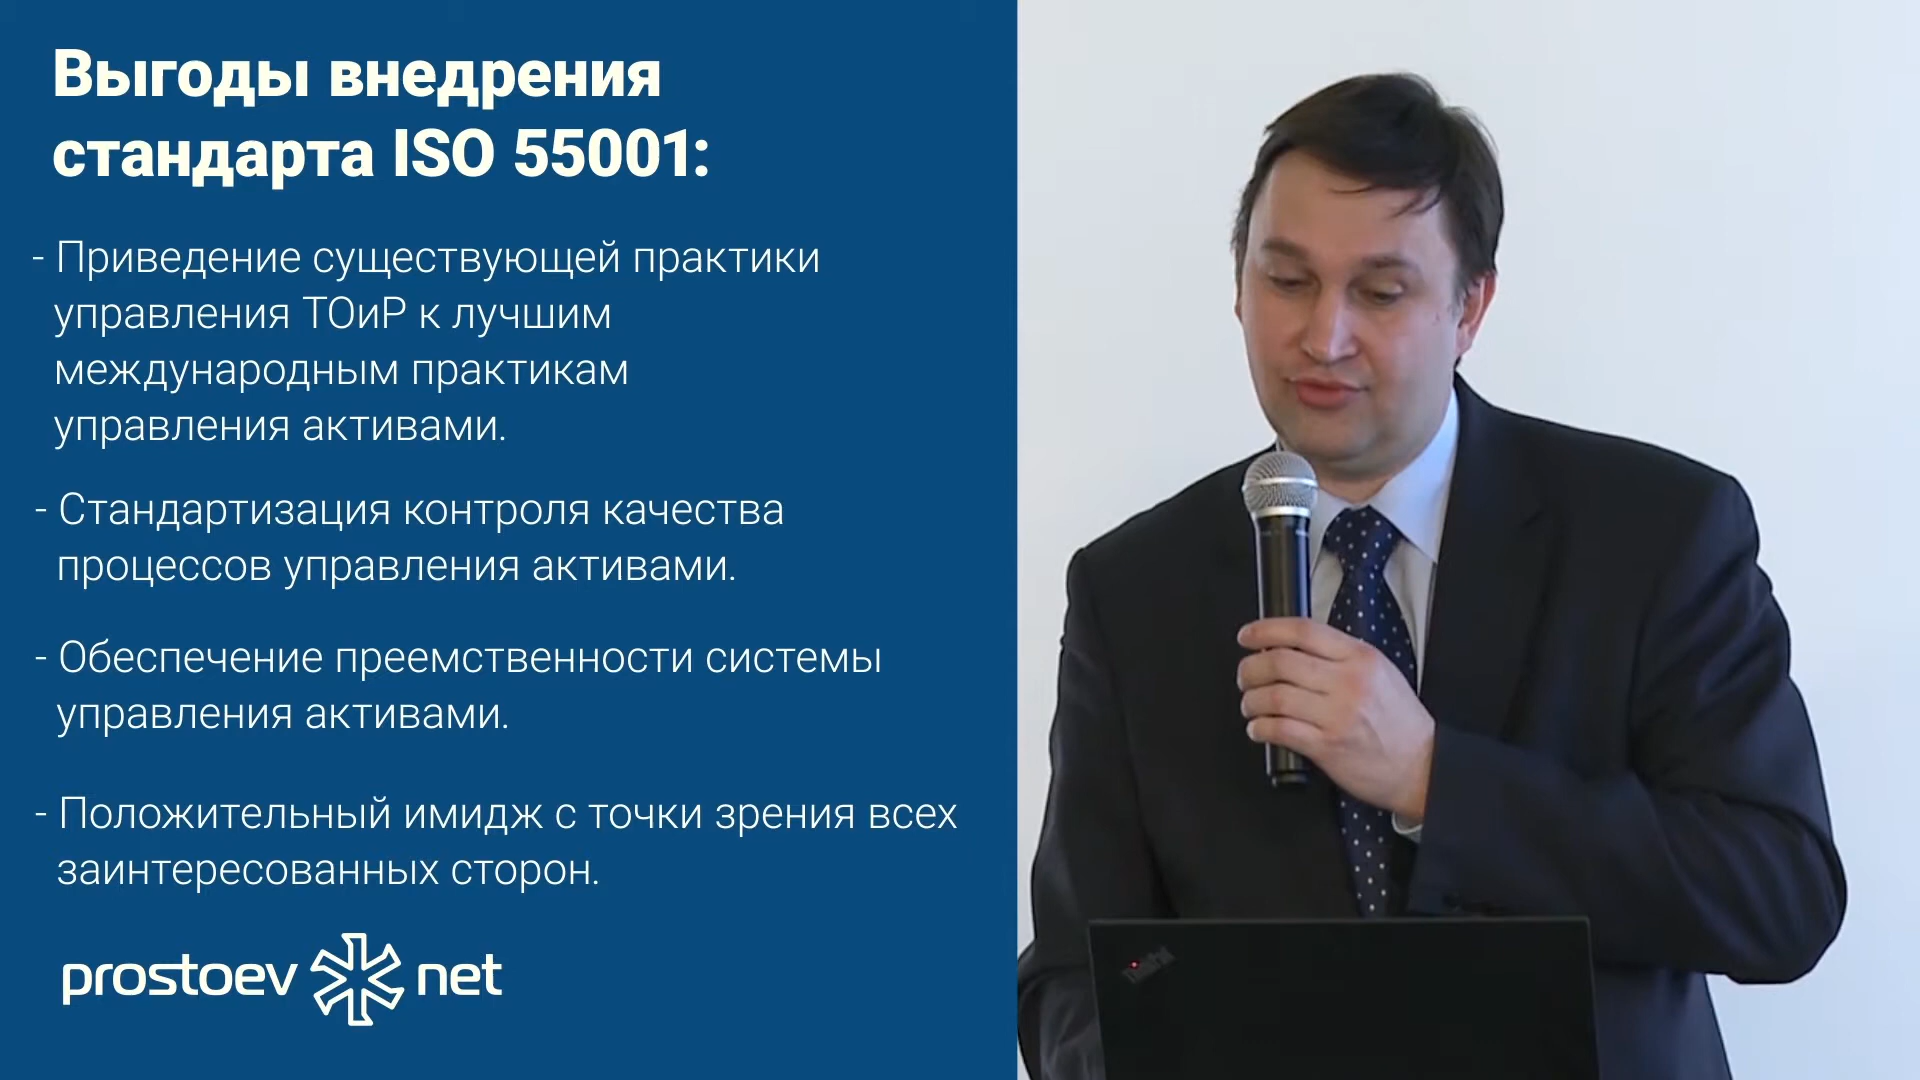 Выгоды внедрения
стандарта ISO 55001:
- Приведение существующей практики
управления ТОиР к лучшим
международным практикам
управления активами.
- Стандартизация контроля качества
процессов управления активами.
- Обеспечение преемственности системы
управления активами.
- Положительный имидж с точки зрения всех
заинтересованных сторон.
prostoev net